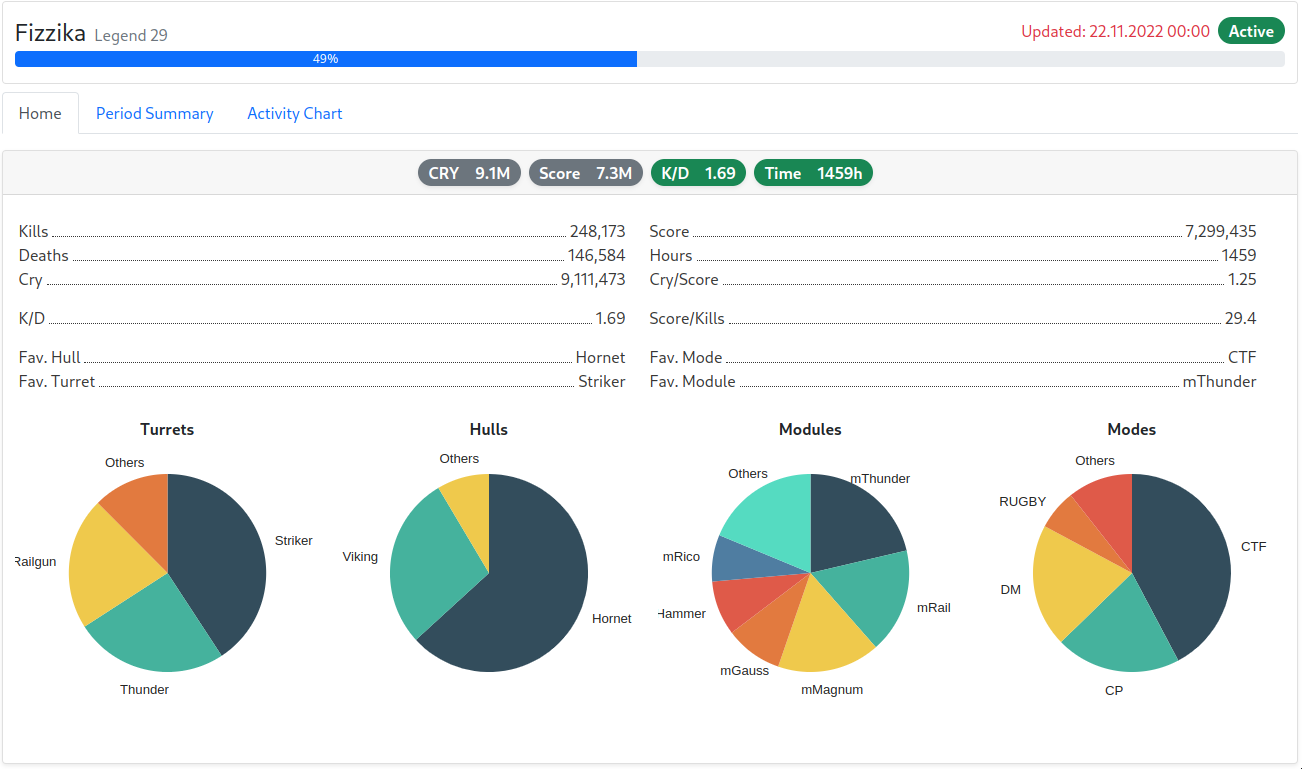 Fizzika Legend 29
Updated: 22.11.2022 00:00 Active
49%
Home Period Summary Activity Chart
CRY 9.1M Score 7.3M K/D 1.69 Time 1459h
Kills 248,173 Score 7,299,435
Deaths 146,584 Hours 1459
Cry 9,111,473 Cry/Score 1.25
K/D 1.69 Score/Kills 29.4
Fav. Hull Hornet Fav. Mode CTF
Fav. Turret Striker Fav. Module mThunder
Turrets
Others
Striker
Railgun
Thunder
Hulls
Others
Viking
Hornet
Modules
Others
mThunder
mRico
mRail
Hammer
mGauss
mMagnum
Modes
Others
RUGBY
CTF
DM
CP